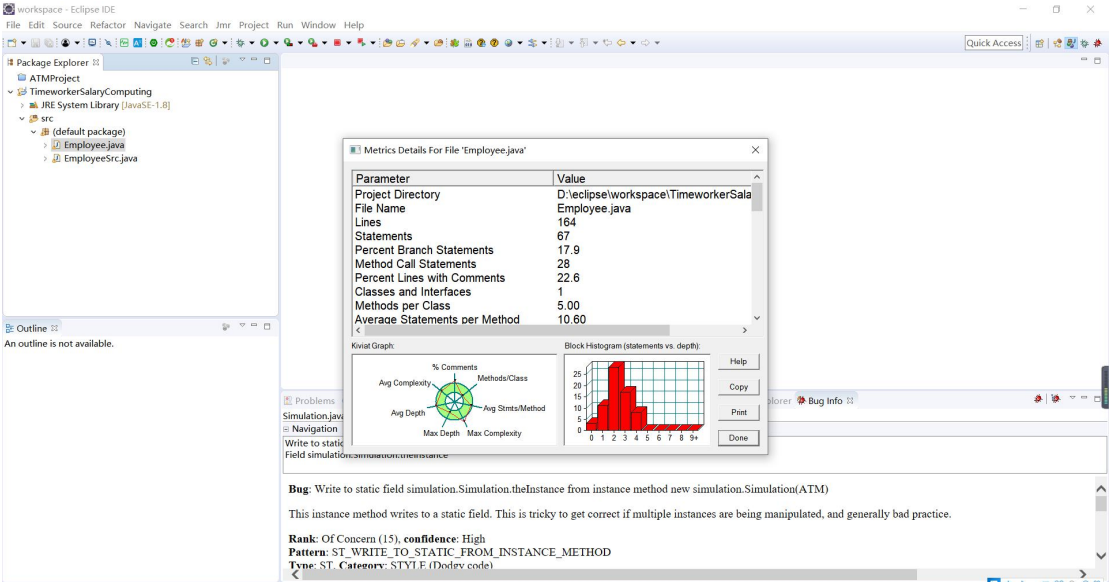 workspace - Eclipse IDE
File Edit Source Refactor Navigate Search Jmr Project Run Window Help
Quick Access
Package Explorer
ATMProject
TimeworkerSalaryComputing
JRE System Library [JavaSE-1.8]
src
(default package)
Employee.java
EmployeeSrc.java
Outline
An outline is not available.
Metrics Details For File 'Employee.java'
Parameter Value
Project Directory D:\eclipse\workspace\TimeworkerSala
File Name Employee.java
Lines 164
Statements 67
Percent Branch Statements 17.9
Method Call Statements 28
Percent Lines with Comments 22.6
Classes and Interfaces 1
Methods per Class 5.00
Average Statements per Method 10.60
Kiviat Graph:
% Comments
Methods/Class
Avg Complexity
Avg Stmts/Method
Avg Depth
Max Depth Max Complexity
Block Histogram (statements vs. depth):
25
20
15
10
5
0
0 1 2 3 4 5 6 7 8 9+
Help
Copy
Print
Done
Problems
plorer Bug Info
Simulation.java
Navigation
Write to static
Field simulation.Simulation.theInstance
Bug: Write to static field simulation.Simulation.theInstance from instance method new simulation.Simulation(ATM)
This instance method writes to a static field. This is tricky to get correct if multiple instances are being manipulated, and generally bad practice.
Rank: Of Concern (15), confidence: High
Pattern: ST_WRITE_TO_STATIC_FROM_INSTANCE_METHOD
Type: ST, Category: STYLE (Dodgy code)